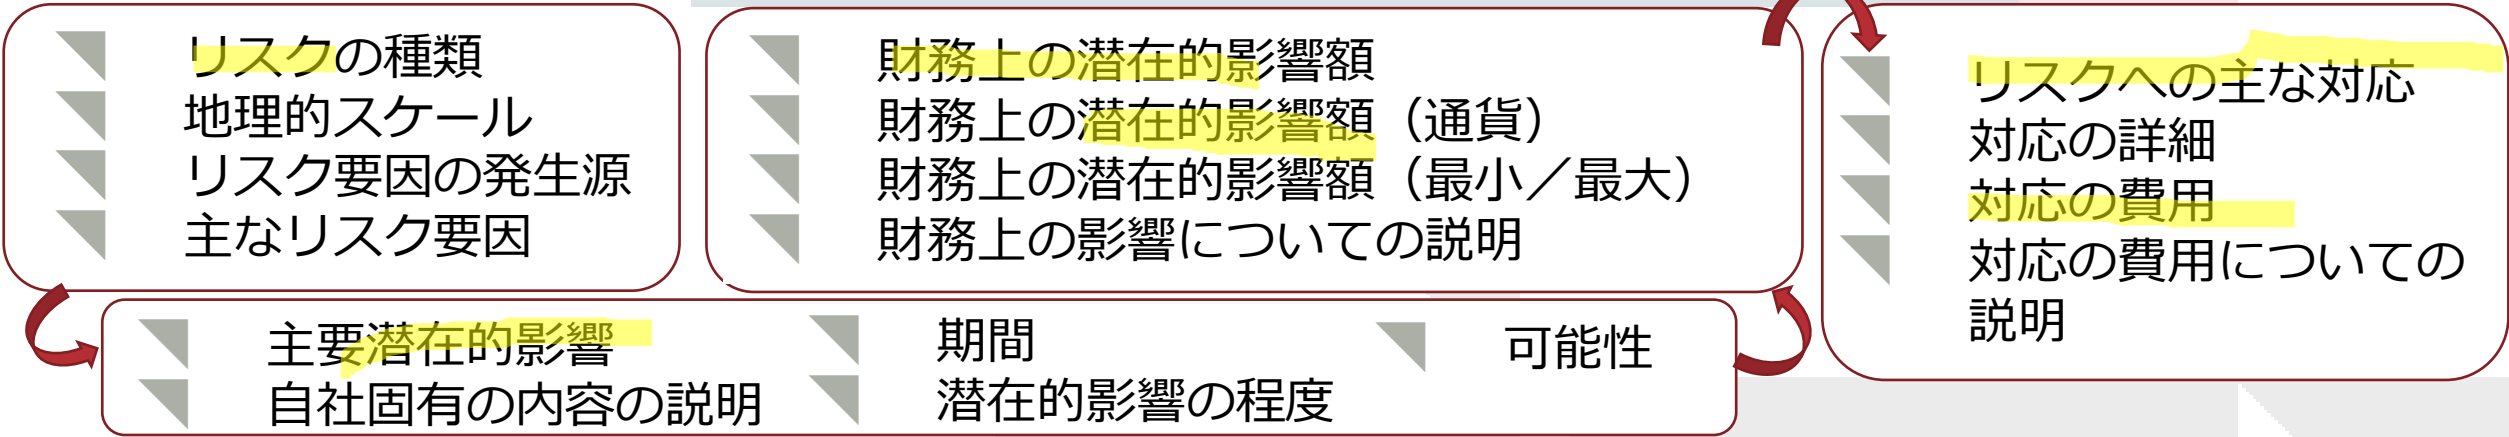 リスクの種類
地理的スケール
リスク要因の発生源
主なリスク要因
主要潜在的影響
自社固有の内容の説明
期間
潜在的影響の程度
可能性
財務上の潜在的影響額
財務上の潜在的影響額（通貨）
財務上の潜在的影響額（最小／最大）
財務上の影響についての説明
リスクへの主な対応
対応の詳細
対応の費用
対応の費用についての
説明